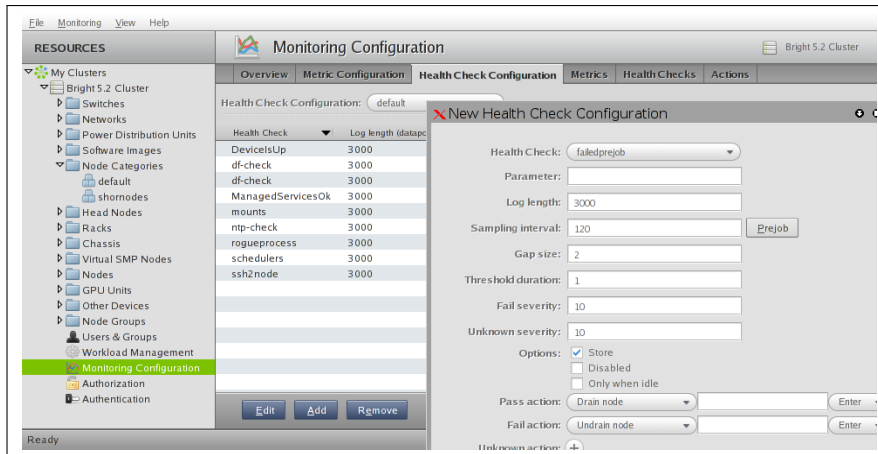 File Monitoring View Help
RESOURCES
Monitoring Configuration
Bright 5.2 Cluster
My Clusters
Bright 5.2 Cluster
Switches
Networks
Power Distribution Units
Software Images
Node Categories
default
shornodes
Head Nodes
Racks
Chassis
Virtual SMP Nodes
Nodes
GPU Units
Other Devices
Node Groups
Users & Groups
Workload Management
Monitoring Configuration
Authorization
Authentication
Ready
Overview Metric Configuration Health Check Configuration Metrics Health Checks Actions
Health Check Configuration: default
Health Check Log length (datapo
DeviceIsUp 3000
df-check 3000
df-check 3000
ManagedServicesOk 3000
mounts 3000
ntp-check 3000
rogueprocess 3000
schedulers 3000
ssh2node 3000
Edit Add Remove
New Health Check Configuration
Health Check: failedprejob
Parameter:
Log length: 3000
Sampling interval: 120 Prejob
Gap size: 2
Threshold duration: 1
Fail severity: 10
Unknown severity: 10
Options: Store
Disabled
Only when idle
Pass action: Drain node Enter
Fail action: Undrain node Enter
Unknown action: